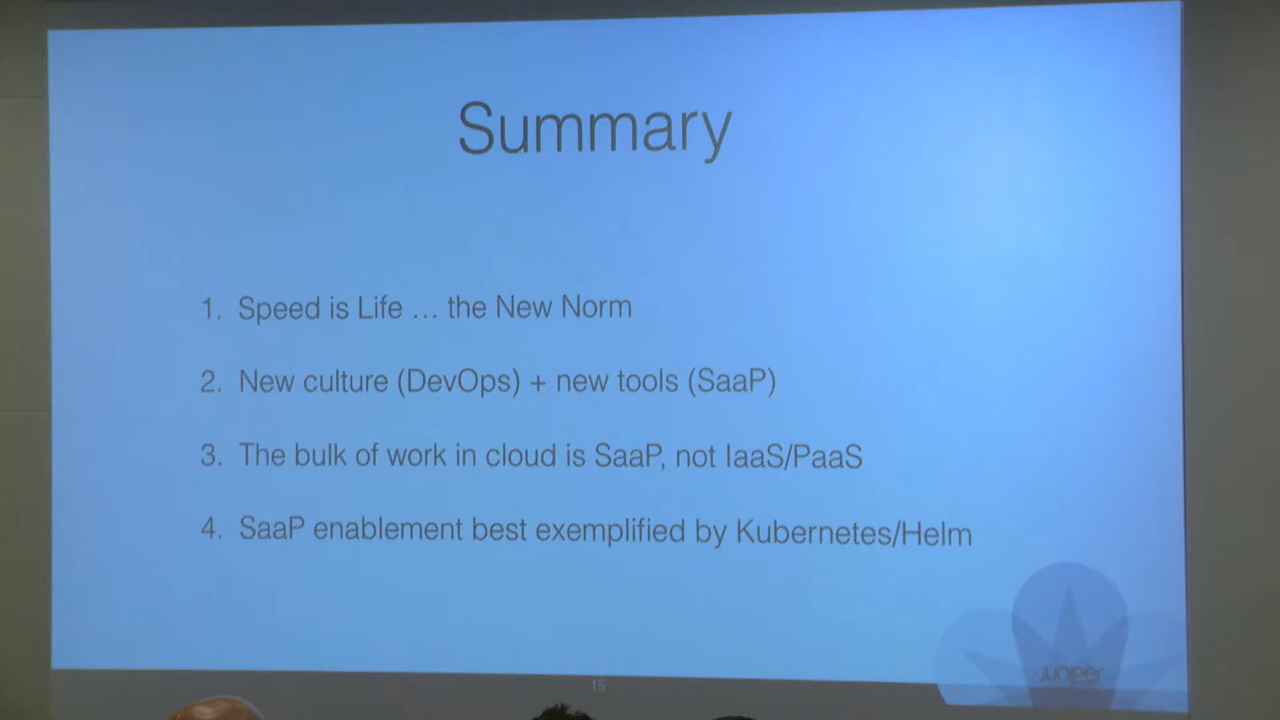 Summary
1. Speed is Life ... the New Norm
2. New culture (DevOps) + new tools (SaaP)
3. The bulk of work in cloud is SaaP, not IaaS/PaaS
4. SaaP enablement best exemplified by Kubernetes/Helm
JUNIPER